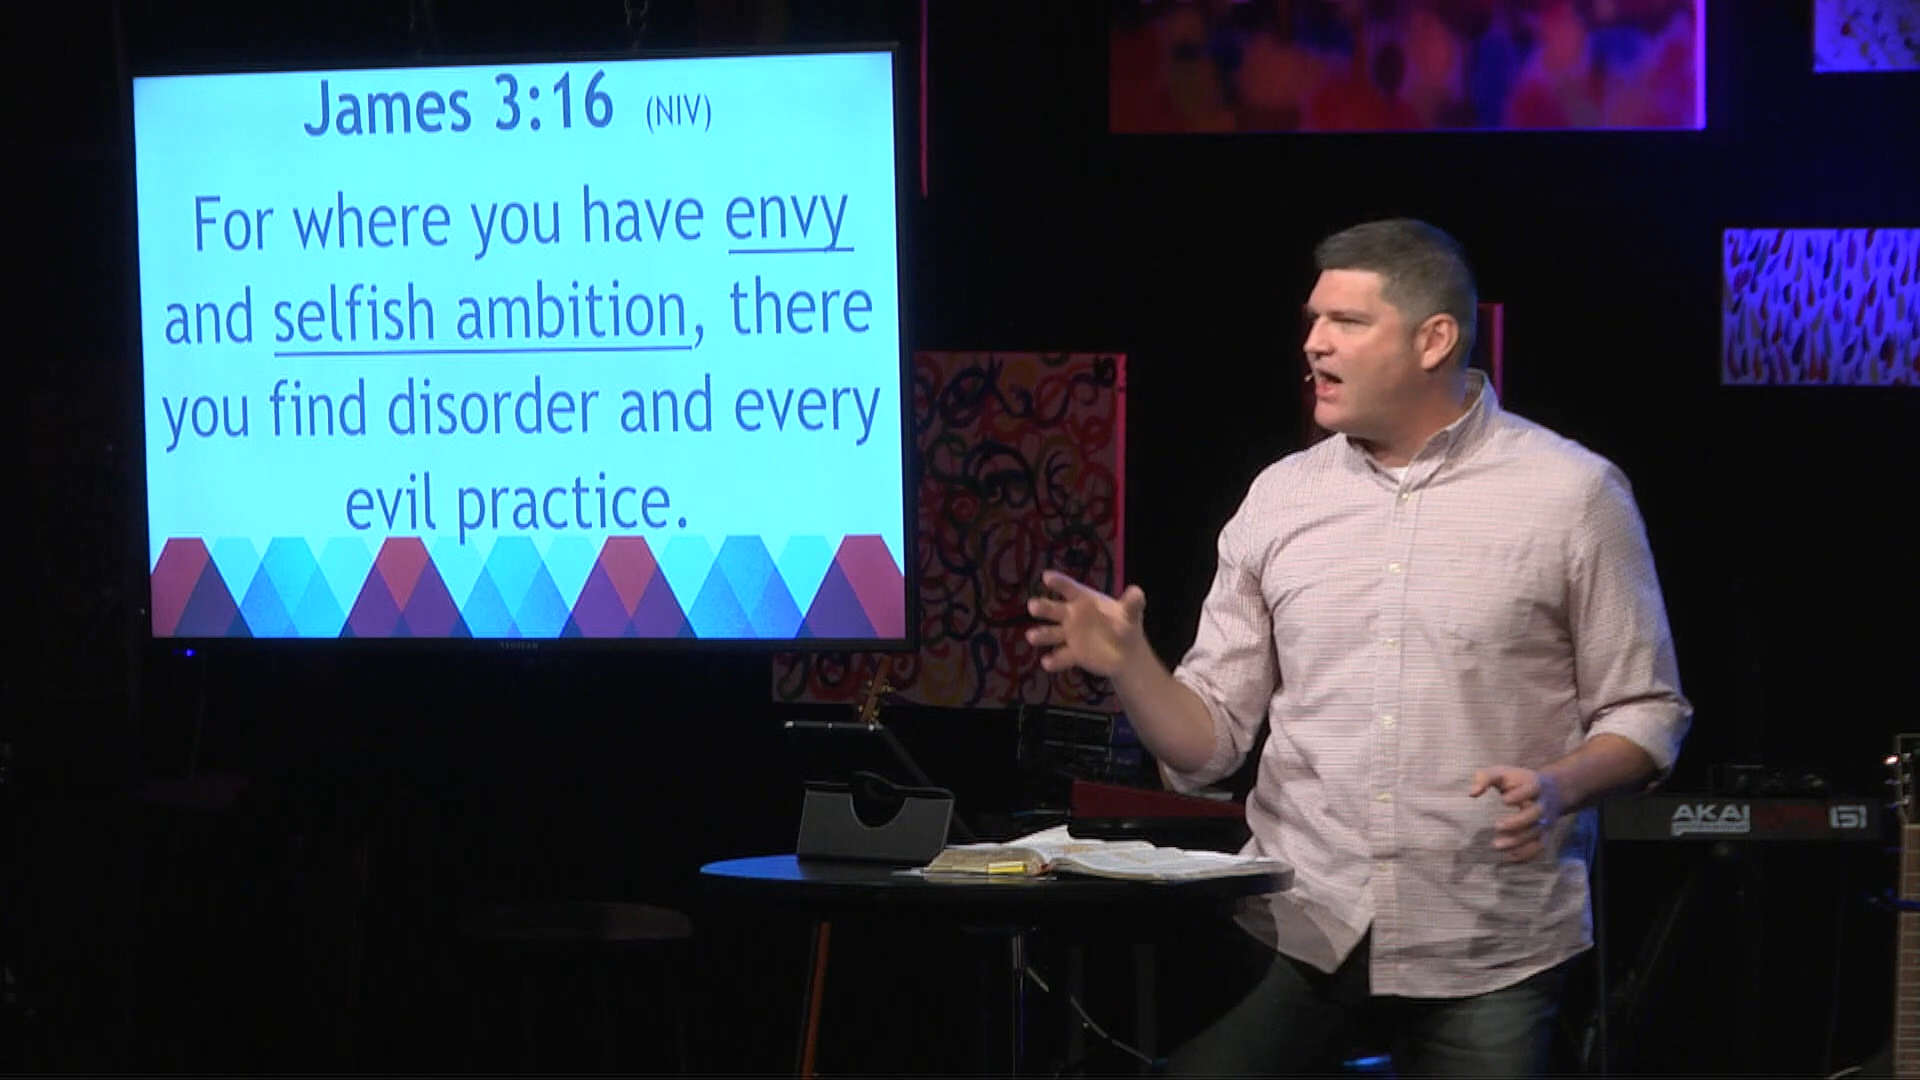 James 3:16 (NIV)
For where you have envy
and selfish ambition, there
you find disorder and every
evil practice.
AKAI
professional